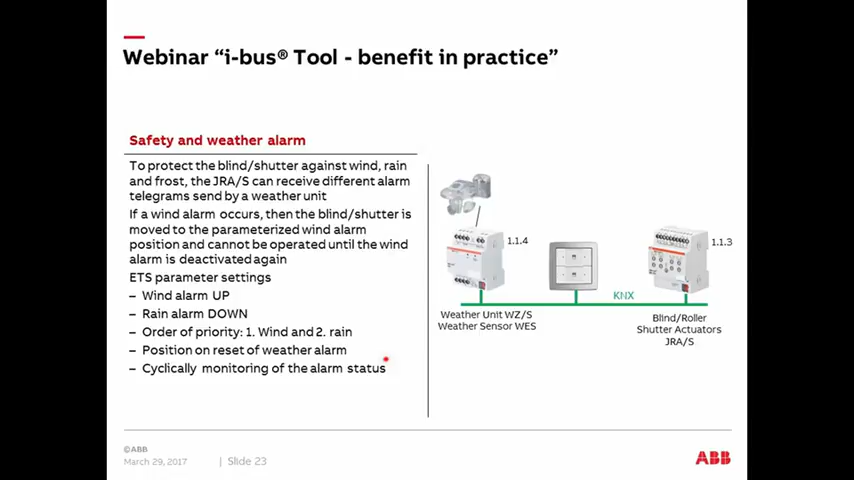 Webinar “i-bus® Tool - benefit in practice”
Safety and weather alarm
To protect the blind/shutter against wind, rain
and frost, the JRA/S can receive different alarm
telegrams send by a weather unit
If a wind alarm occurs, then the blind/shutter is
moved to the parameterized wind alarm
position and cannot be operated until the wind
alarm is deactivated again
ETS parameter settings
– Wind alarm UP
– Rain alarm DOWN
– Order of priority: 1. Wind and 2. rain
– Position on reset of weather alarm
– Cyclically monitoring of the alarm status
1.1.4
1.1.3
KNX
Weather Unit WZ/S
Weather Sensor WES
Blind/Roller
Shutter Actuators
JRA/S
©ABB
March 29, 2017 | Slide 23
ABB